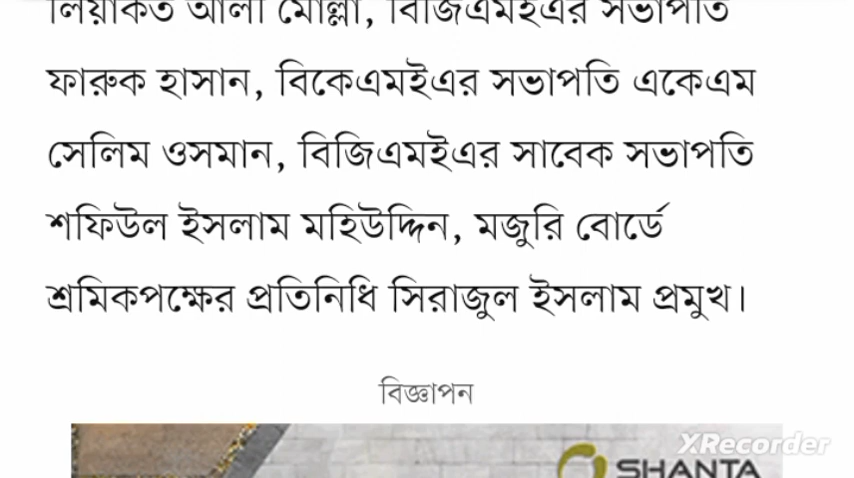 লিয়াকত আলী মোল্লা, বিজিএমইএর সভাপতি
ফারুক হাসান, বিকেএমইএর সভাপতি একেএম
সেলিম ওসমান, বিজিএমইএর সাবেক সভাপতি
শফিউল ইসলাম মহিউদ্দিন, মজুরি বোর্ডে
শ্রমিকপক্ষের প্রতিনিধি সিরাজুল ইসলাম প্রমুখ।
বিজ্ঞাপন
XRecorder
SHANTA